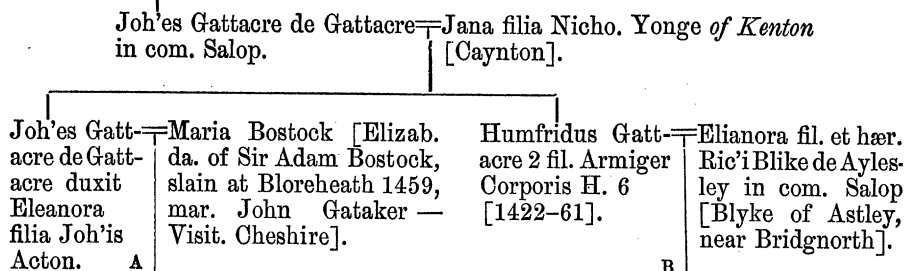 Joh'es Gattacre de Gattacre=Jana filia Nicho. Yonge of Kenton
in com. Salop. [Caynton].
Joh'es Gatt-
acre de Gatt-
acre duxit
Eleanora
filia Joh'is
Acton. A
Maria Bostock [Elizab.
da. of Sir Adam Bostock,
slain at Bloreheath 1459,
mar. John Gataker —
Visit. Cheshire].
Humfridus Gatt-
acre 2 fil. Armiger
Corporis H. 6
[1422–61].
B
Elianora fil. et hær.
Ric'i Blike de Ayles-
ley in com. Salop
[Blyke of Astley,
near Bridgnorth].